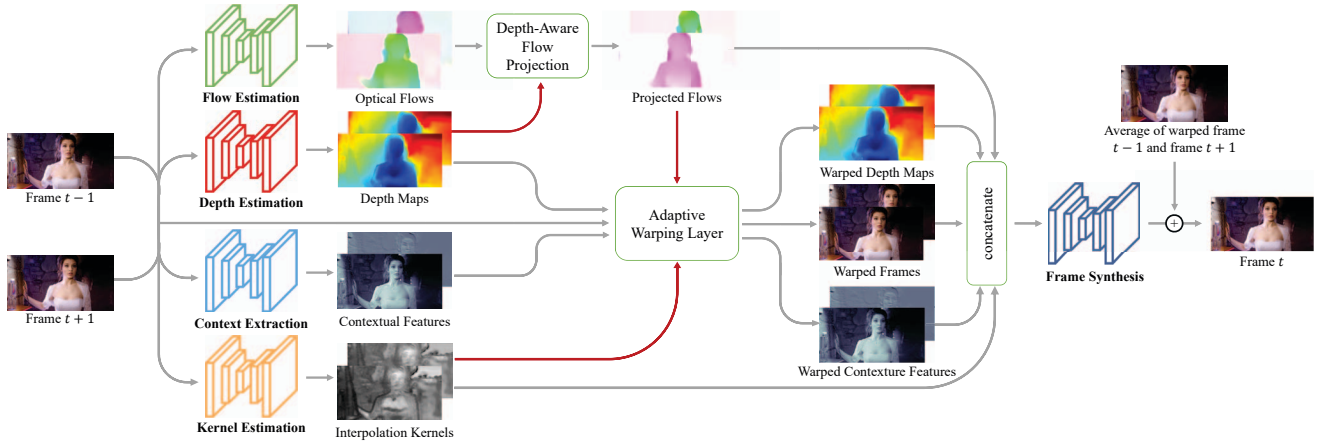 Frame t − 1
Frame t + 1
Flow Estimation
Depth Estimation
Context Extraction
Kernel Estimation
Optical Flows
Depth Maps
Contextual Features
Interpolation Kernels
Depth-Aware
Flow
Projection
Projected Flows
Adaptive
Warping Layer
Warped Depth Maps
Warped Frames
Warped Contexture Features
concatenate
Frame Synthesis
Average of warped frame
t − 1 and frame t + 1
+
Frame t